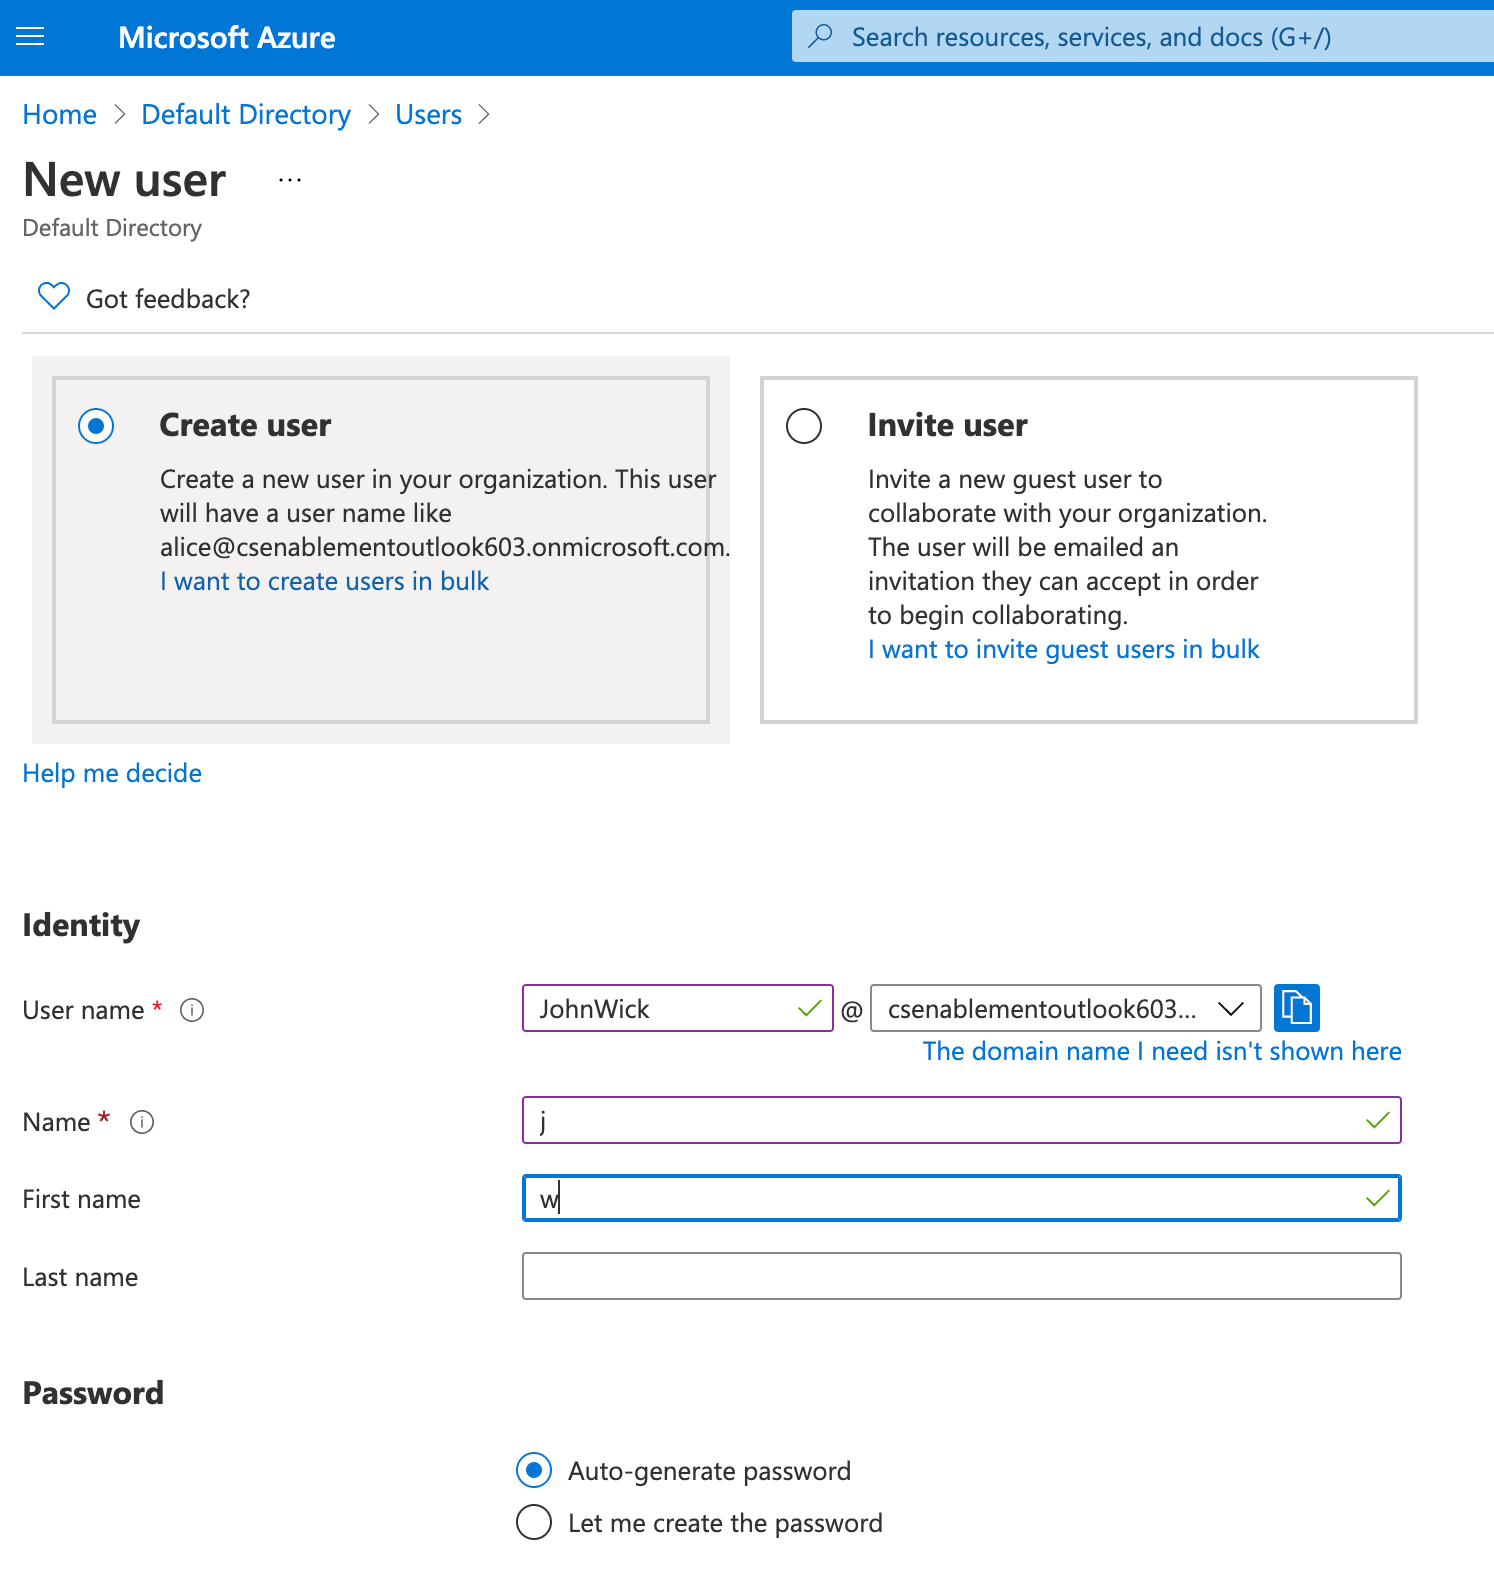 Microsoft Azure
Search resources, services, and docs (G+/)
Home > Default Directory > Users >
New user ...
Default Directory
Got feedback?
Create user
Create a new user in your organization. This user
will have a user name like
alice@csenablementoutlook603.onmicrosoft.com.
I want to create users in bulk
Invite user
Invite a new guest user to
collaborate with your organization.
The user will be emailed an
invitation they can accept in order
to begin collaborating.
I want to invite guest users in bulk
Help me decide
Identity
User name * JohnWick @ csenablementoutlook603...
The domain name I need isn't shown here
Name * j
First name w
Last name
Password
Auto-generate password
Let me create the password